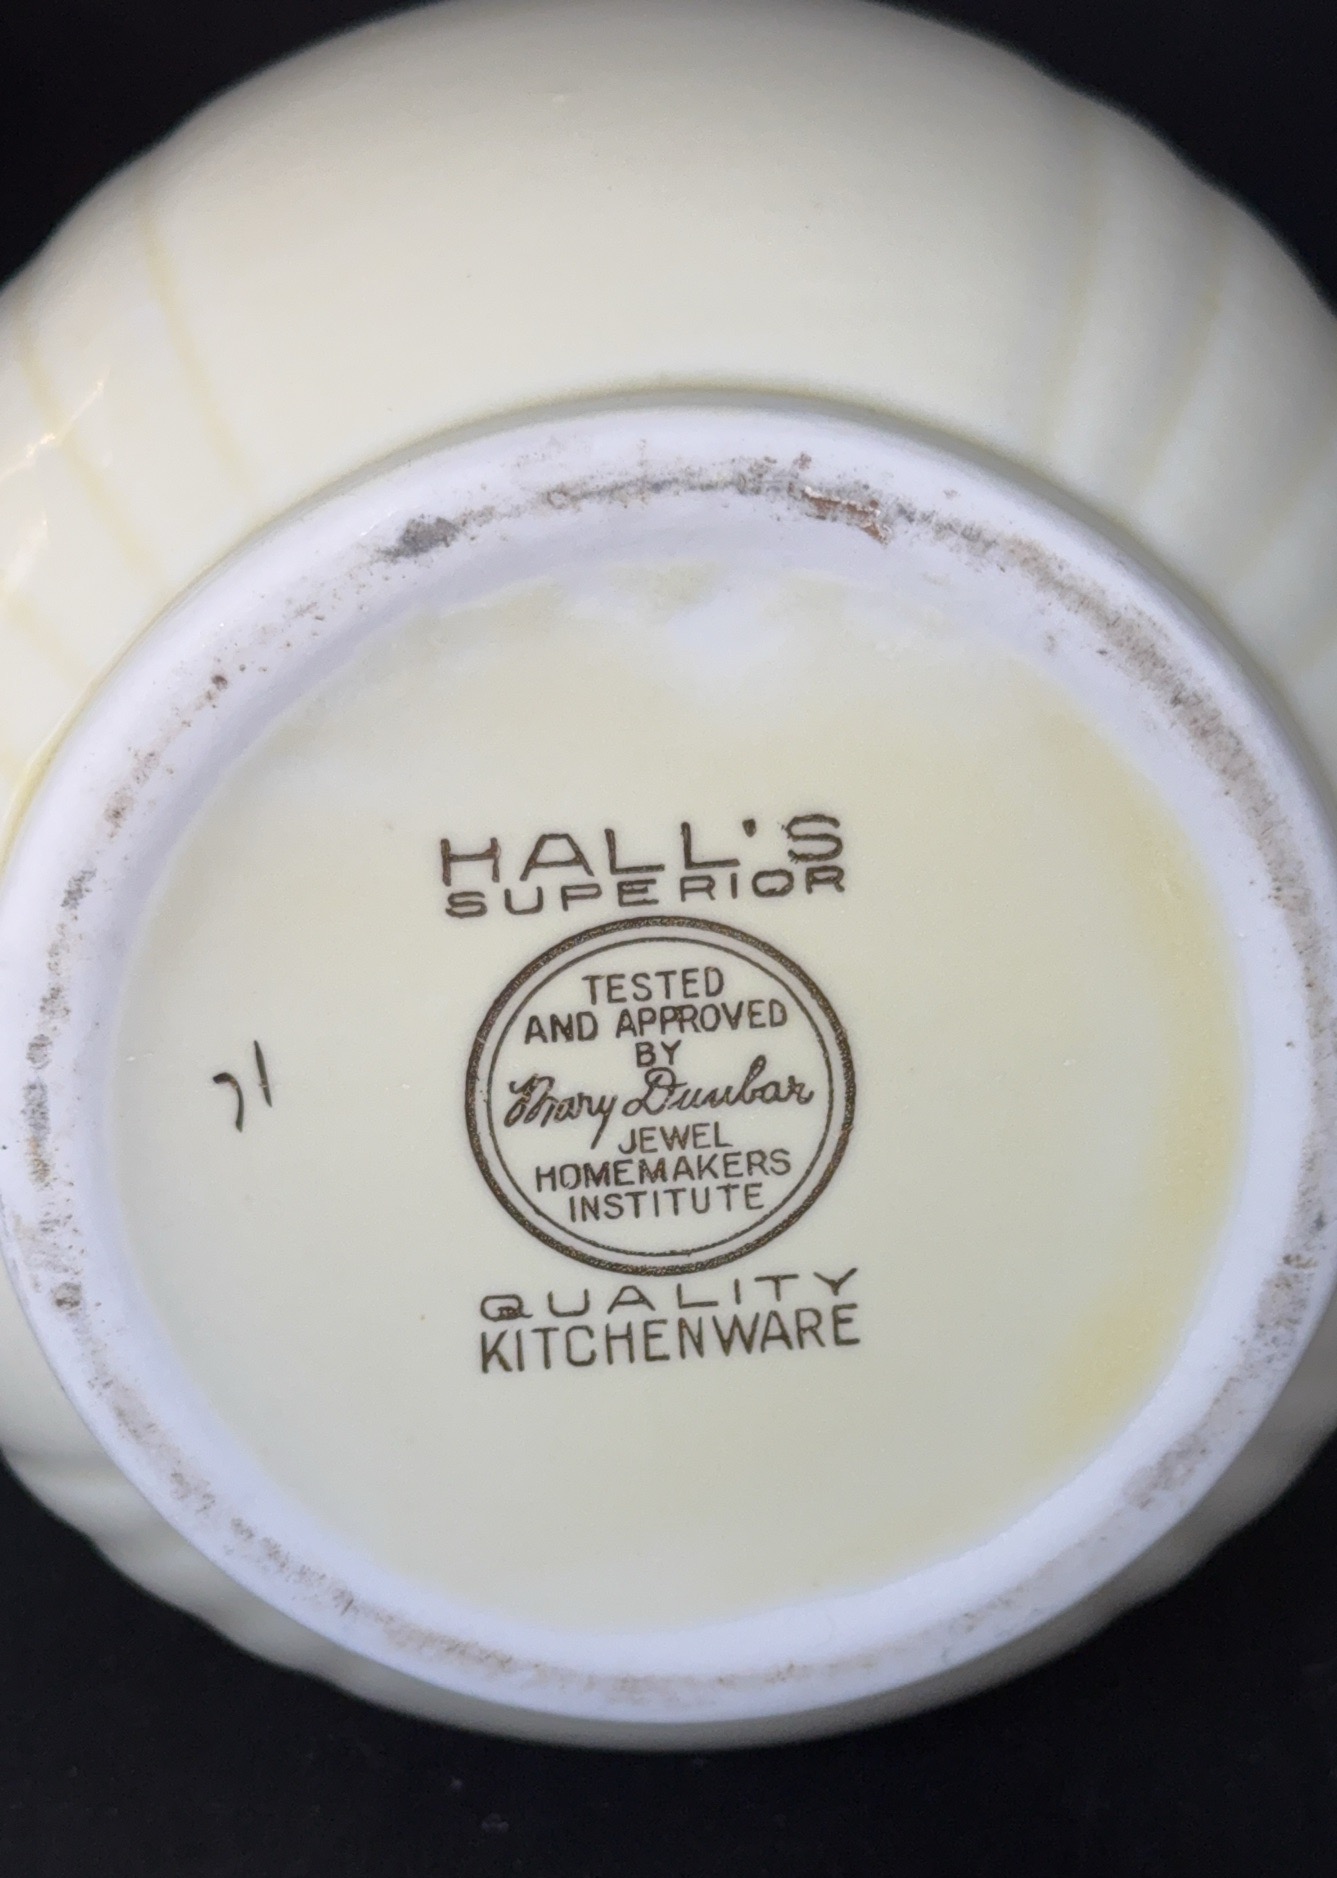 HALL'S
SUPERIOR
TESTED
AND APPROVED
BY
Mary Dunbar
JEWEL
HOMEMAKERS
INSTITUTE
QUALITY
KITCHENWARE